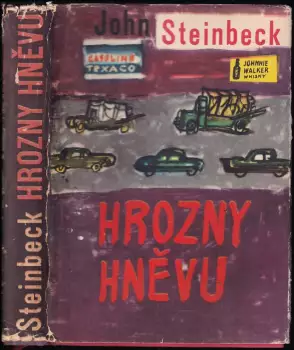 Steinbeck HROZNY HNĚVU
John Steinbeck
GASOLINE
TEXACO
JOHNNIE
WALKER
WHISKY
HROZNY
HNĚVU